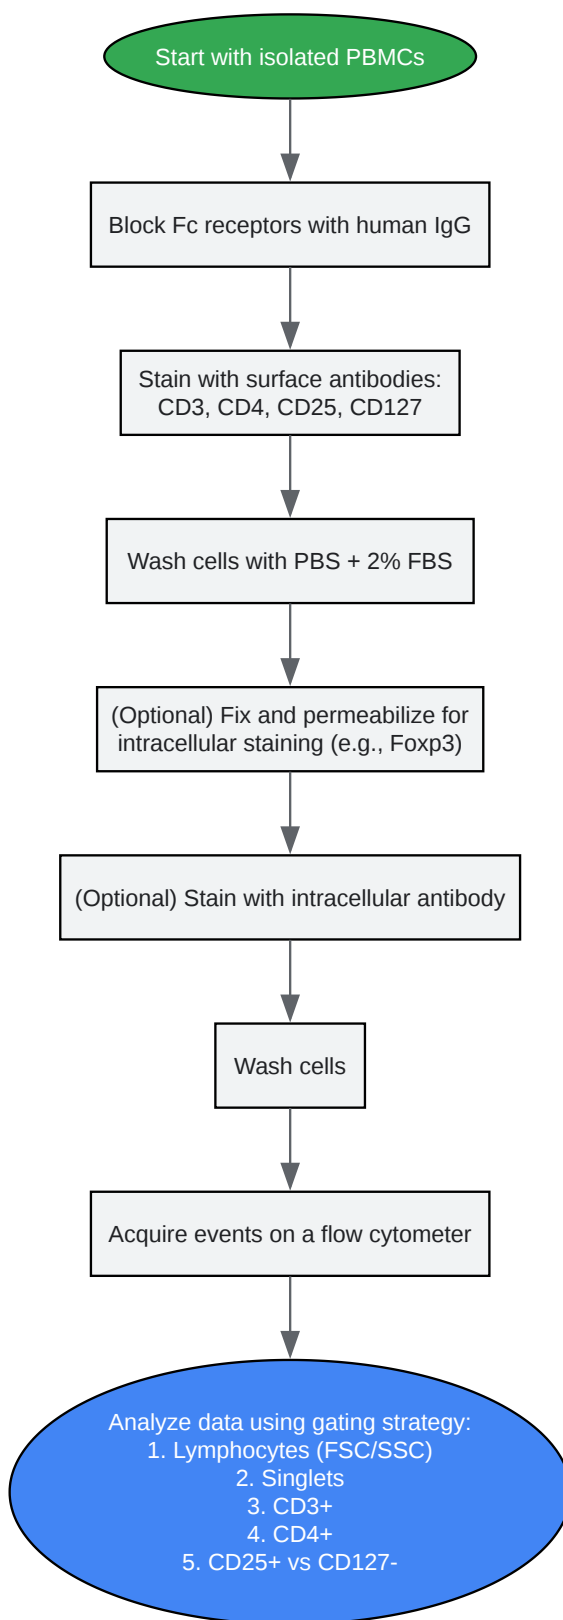 Start with isolated PBMCs
Block Fc receptors with human IgG
Stain with surface antibodies:
CD3, CD4, CD25, CD127
Wash cells with PBS + 2% FBS
(Optional) Fix and permeabilize for
intracellular staining (e.g., Foxp3)
(Optional) Stain with intracellular antibody
Wash cells
Acquire events on a flow cytometer
Analyze data using gating strategy:
1. Lymphocytes (FSC/SSC)
2. Singlets
3. CD3+
4. CD4+
5. CD25+ vs CD127-